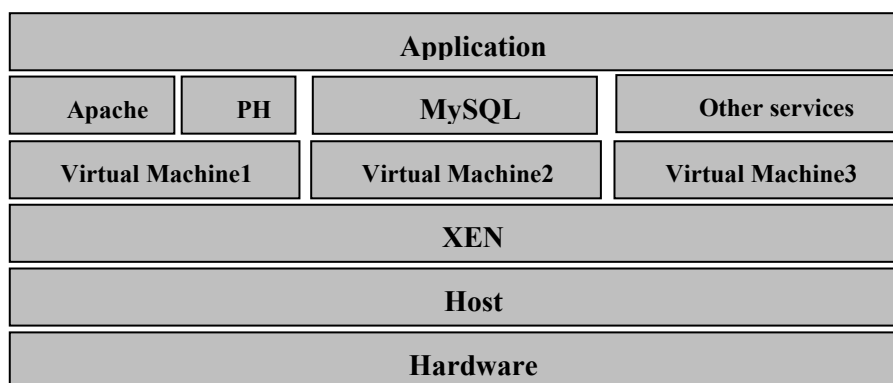 Application
Apache PH MySQL Other services
Virtual Machine1 Virtual Machine2 Virtual Machine3
XEN
Host
Hardware